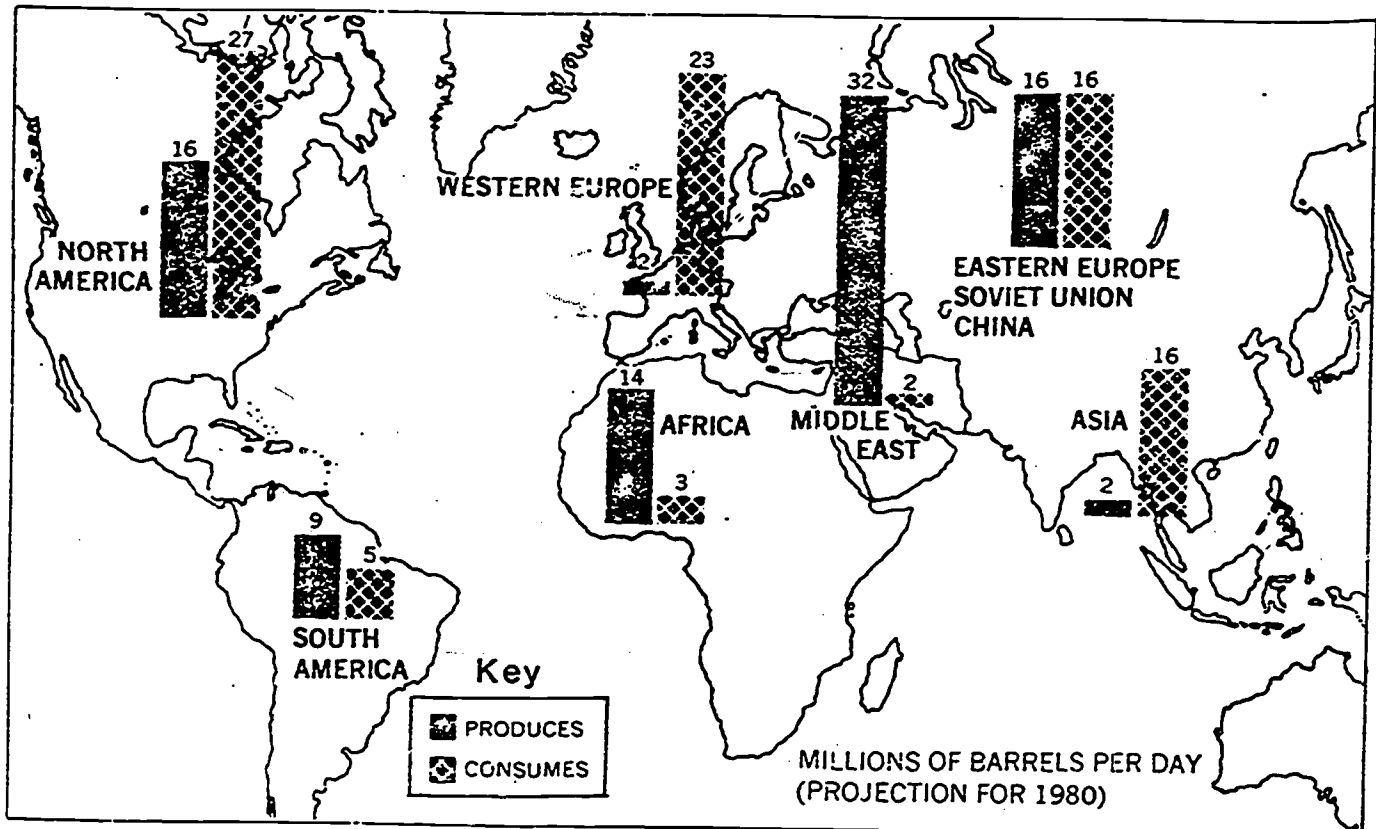 27
16
NORTH
AMERICA
23
WESTERN EUROPE
2
32
16 16
EASTERN EUROPE
SOVIET UNION
CHINA
14
3
AFRICA
2
MIDDLE
EAST
16
ASIA
2
9
5
SOUTH
AMERICA
Key
PRODUCES
CONSUMES
MILLIONS OF BARRELS PER DAY
(PROJECTION FOR 1980)